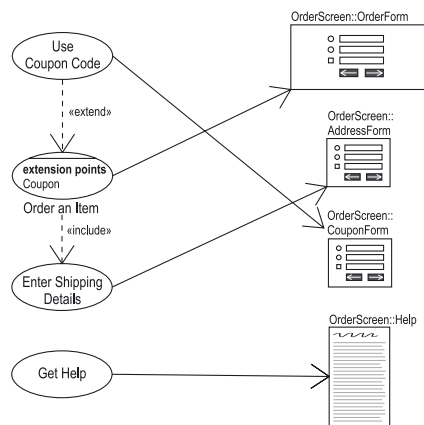 OrderScreen::OrderForm
Use
Coupon Code
«extend»
OrderScreen::
AddressForm
extension points
Coupon
Order an Item
«include»
OrderScreen::
CouponForm
Enter Shipping
Details
OrderScreen::Help
Get Help